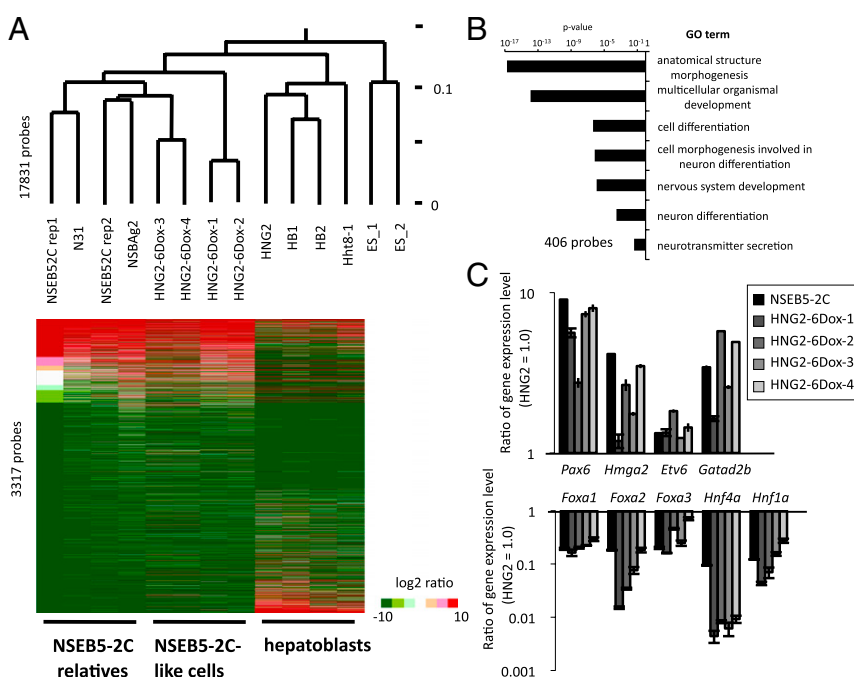 A
17831 probes
0.1
0
NSEB52C rep1
N31
NSEB52C rep2
NSBAg2
HNG2-6Dox-3
HNG2-6Dox-4
HNG2-6Dox-1
HNG2-6Dox-2
HNG2
HB1
HB2
Hht8-1
ES_1
ES_2
3317 probes
log2 ratio
-10
10
NSEB5-2C
relatives
NSEB5-2C-
like cells
hepatoblasts
B
p-value
GO term
10-17
10-13
10-9
10-5
10-1
1
anatomical structure
morphogenesis
multicellular organismal
development
cell differentiation
cell morphogenesis involved in
neuron differentiation
nervous system development
neuron differentiation
neurotransmitter secretion
406 probes
C
Ratio of gene expression level
(HNG2 = 1.0)
10
1
NSEB5-2C
HNG2-6Dox-1
HNG2-6Dox-2
HNG2-6Dox-3
HNG2-6Dox-4
Pax6
Hmga2
Etv6
Gatad2b
Foxa1
Foxa2
Foxa3
Hnf4a
Hnf1a
Ratio of gene expression level
(HNG2 = 1.0)
1
0.1
0.01
0.001